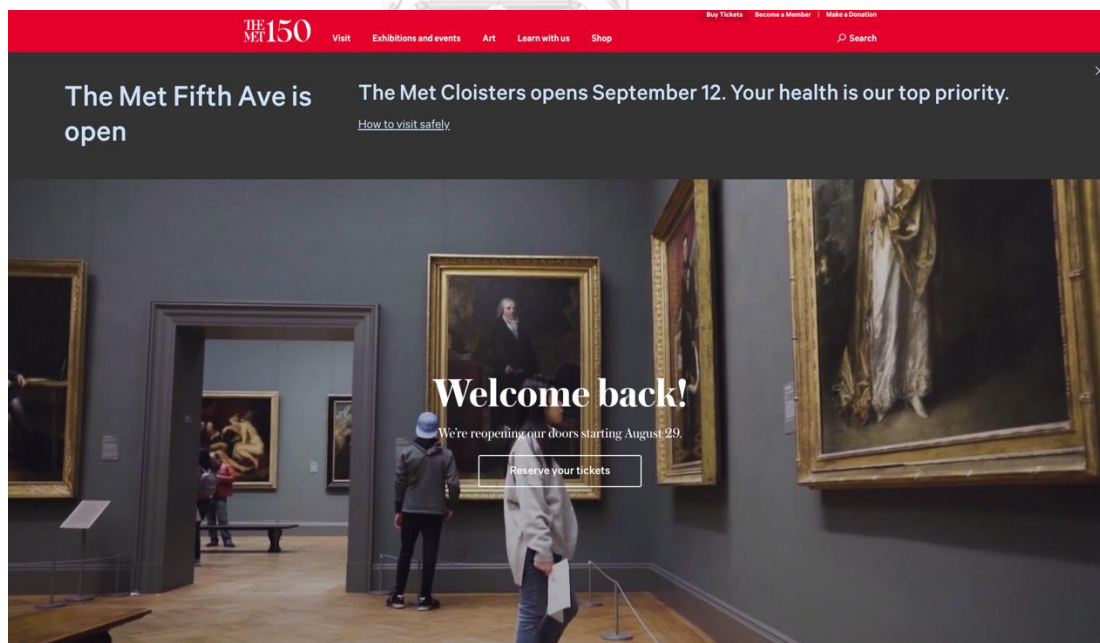 Buy Tickets Become a Member | Make a Donation
THE MET 150 Visit Exhibitions and events Art Learn with us Shop Search
The Met Fifth Ave is
open
The Met Cloisters opens September 12. Your health is our top priority.
How to visit safely
Welcome back!
We're reopening our doors starting August 29.
Reserve your tickets